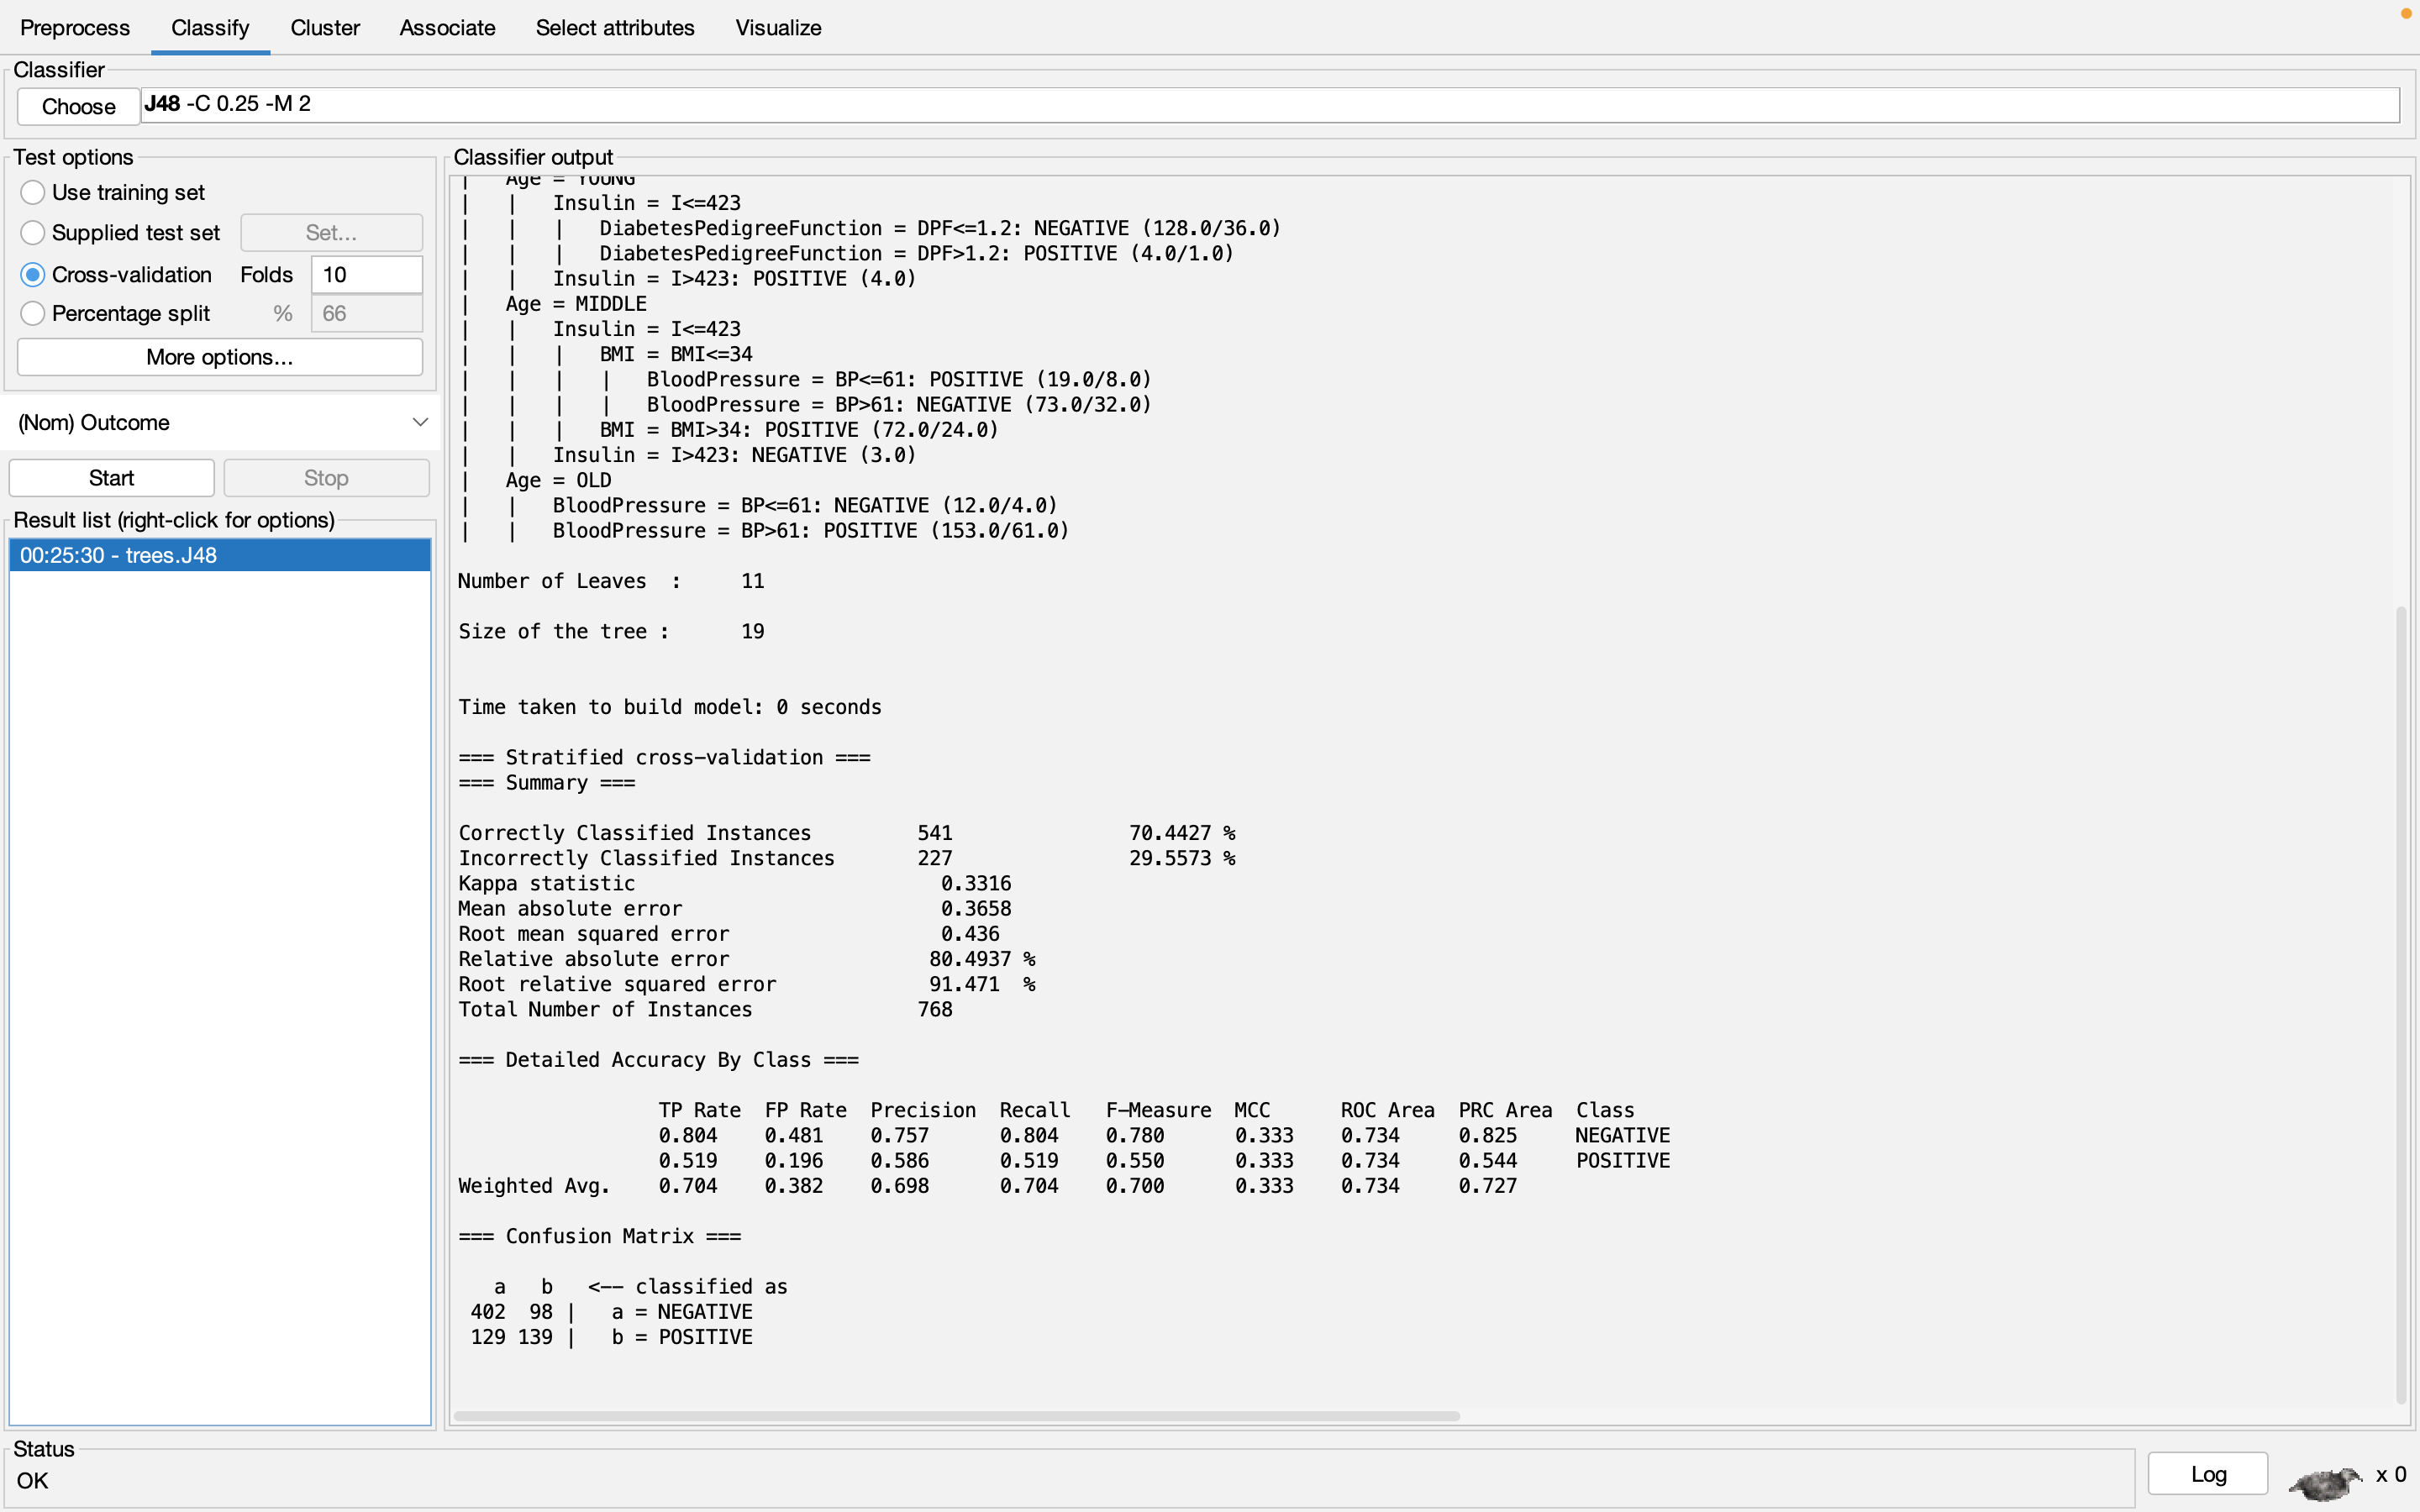 Preprocess Classify Cluster Associate Select attributes Visualize
Classifier
Choose J48 -C 0.25 -M 2
Test options
Use training set
Supplied test set Set...
Cross-validation Folds 10
Percentage split % 66
More options...
(Nom) Outcome
Start Stop
Result list (right-click for options)
00:25:30 - trees.J48
Classifier output
|   Age = YOUNG
|   |   Insulin = I<=423
|   |   |   DiabetesPedigreeFunction = DPF<=1.2: NEGATIVE (128.0/36.0)
|   |   |   DiabetesPedigreeFunction = DPF>1.2: POSITIVE (4.0/1.0)
|   |   Insulin = I>423: POSITIVE (4.0)
|   Age = MIDDLE
|   |   Insulin = I<=423
|   |   |   BMI = BMI<=34
|   |   |   |   BloodPressure = BP<=61: POSITIVE (19.0/8.0)
|   |   |   |   BloodPressure = BP>61: NEGATIVE (73.0/32.0)
|   |   |   BMI = BMI>34: POSITIVE (72.0/24.0)
|   |   Insulin = I>423: NEGATIVE (3.0)
|   Age = OLD
|   |   BloodPressure = BP<=61: NEGATIVE (12.0/4.0)
|   |   BloodPressure = BP>61: POSITIVE (153.0/61.0)
Number of Leaves  :     11
Size of the tree :      19
Time taken to build model: 0 seconds
=== Stratified cross-validation ===
=== Summary ===
Correctly Classified Instances         541               70.4427 %
Incorrectly Classified Instances       227               29.5573 %
Kappa statistic                          0.3316
Mean absolute error                      0.3658
Root mean squared error                  0.436
Relative absolute error                 80.4937 %
Root relative squared error             91.471  %
Total Number of Instances              768
=== Detailed Accuracy By Class ===
TP Rate  FP Rate  Precision  Recall   F-Measure  MCC      ROC Area  PRC Area  Class
0.804    0.481    0.757      0.804    0.780      0.333    0.734     0.825     NEGATIVE
0.519    0.196    0.586      0.519    0.550      0.333    0.734     0.544     POSITIVE
Weighted Avg.    0.704    0.382    0.698      0.704    0.700      0.333    0.734     0.727
=== Confusion Matrix ===
a   b   <-- classified as
402  98 |   a = NEGATIVE
129 139 |   b = POSITIVE
Status
OK
Log x 0